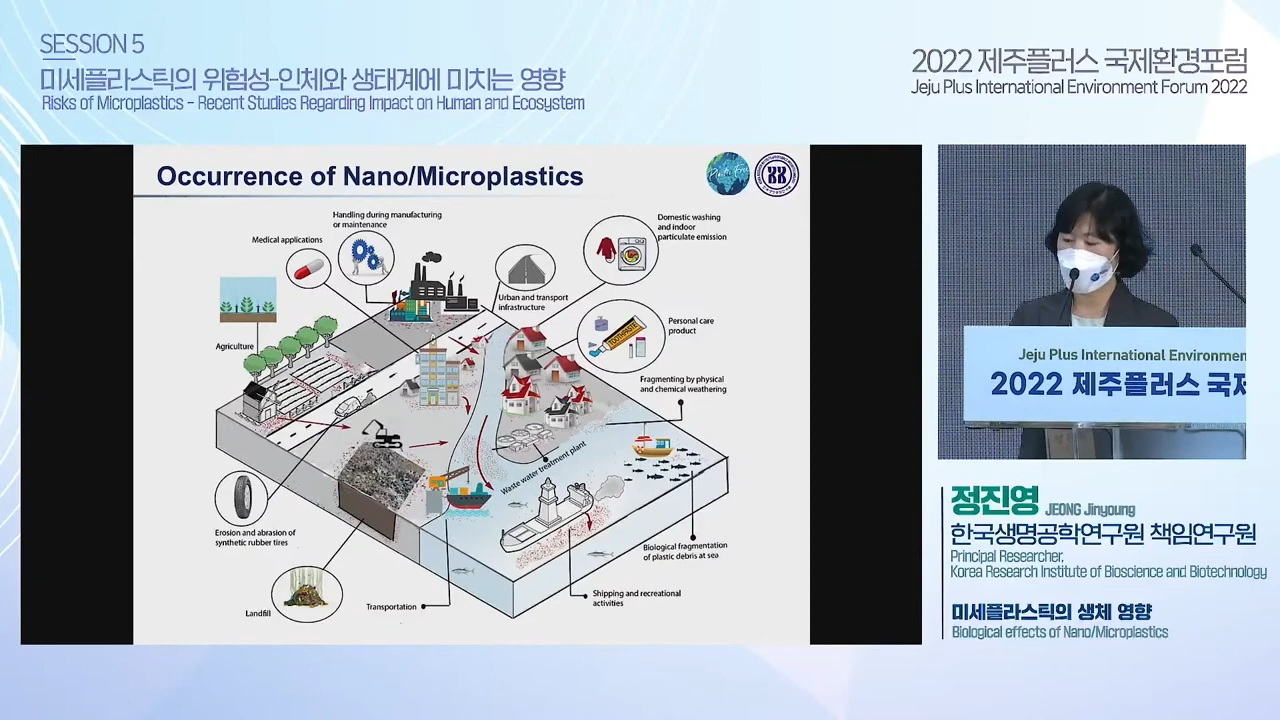 SESSION 5
미세플라스틱의 위험성-인체와 생태계에 미치는 영향
Risks of Microplastics – Recent Studies Regarding Impact on Human and Ecosystem
2022 제주플러스 국제환경포럼
Jeju Plus International Environment Forum 2022
Occurrence of Nano/Microplastics
Handling during manufacturing
or maintenance
Medical applications
Domestic washing
and indoor
particulate emission
Urban and transport
infrastructure
Personal care
product
TOOTHPASTE
Agriculture
Fragmenting by physical
and chemical weathering
Waste water treatment plant
Erosion and abrasion of
synthetic rubber tires
Biological fragmentation
of plastic debris at sea
Landfill
Transportation
Shipping and recreational
activities
Jeju Plus International Environmen
2022 제주플러스 국제
정진영 JEONG Jinyoung
한국생명공학연구원 책임연구원
Principal Researcher,
Korea Research Institute of Bioscience and Biotechnology
미세플라스틱의 생체 영향
Biological effects of Nano/Microplastics